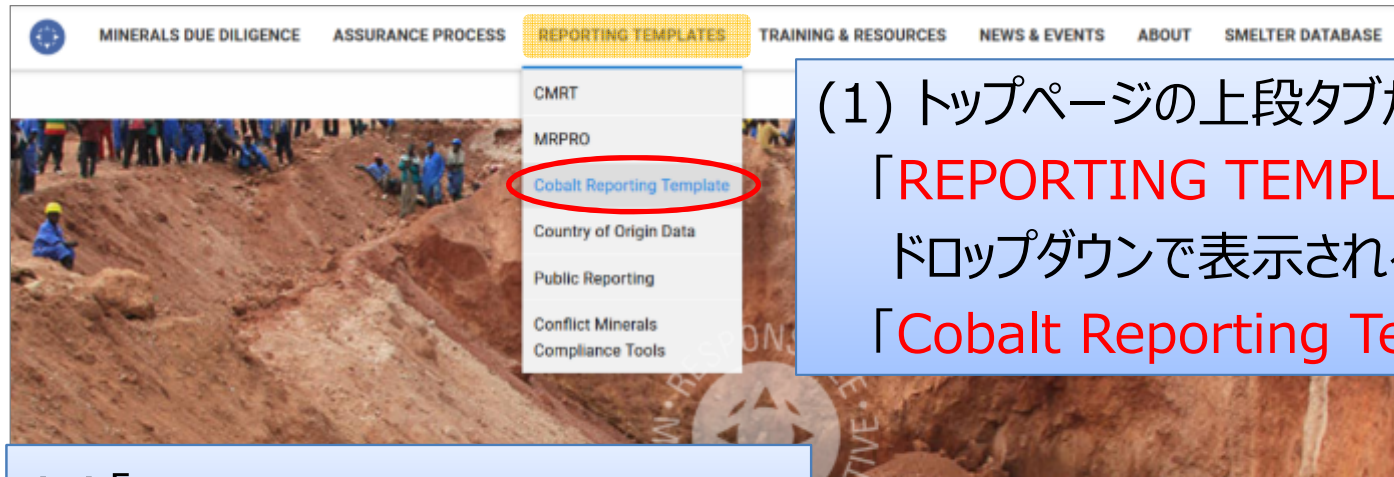 MINERALS DUE DILIGENCE ASSURANCE PROCESS REPORTING TEMPLATES TRAINING & RESOURCES NEWS & EVENTS ABOUT SMELTER DATABASE
CMRT
MRPRO
Cobalt Reporting Template
Country of Origin Data
Public Reporting
Conflict Minerals
Compliance Tools
(1) トップページの上段タブ
「REPORTING TEMPL
ドロップダウンで表示され
「Cobalt Reporting Te